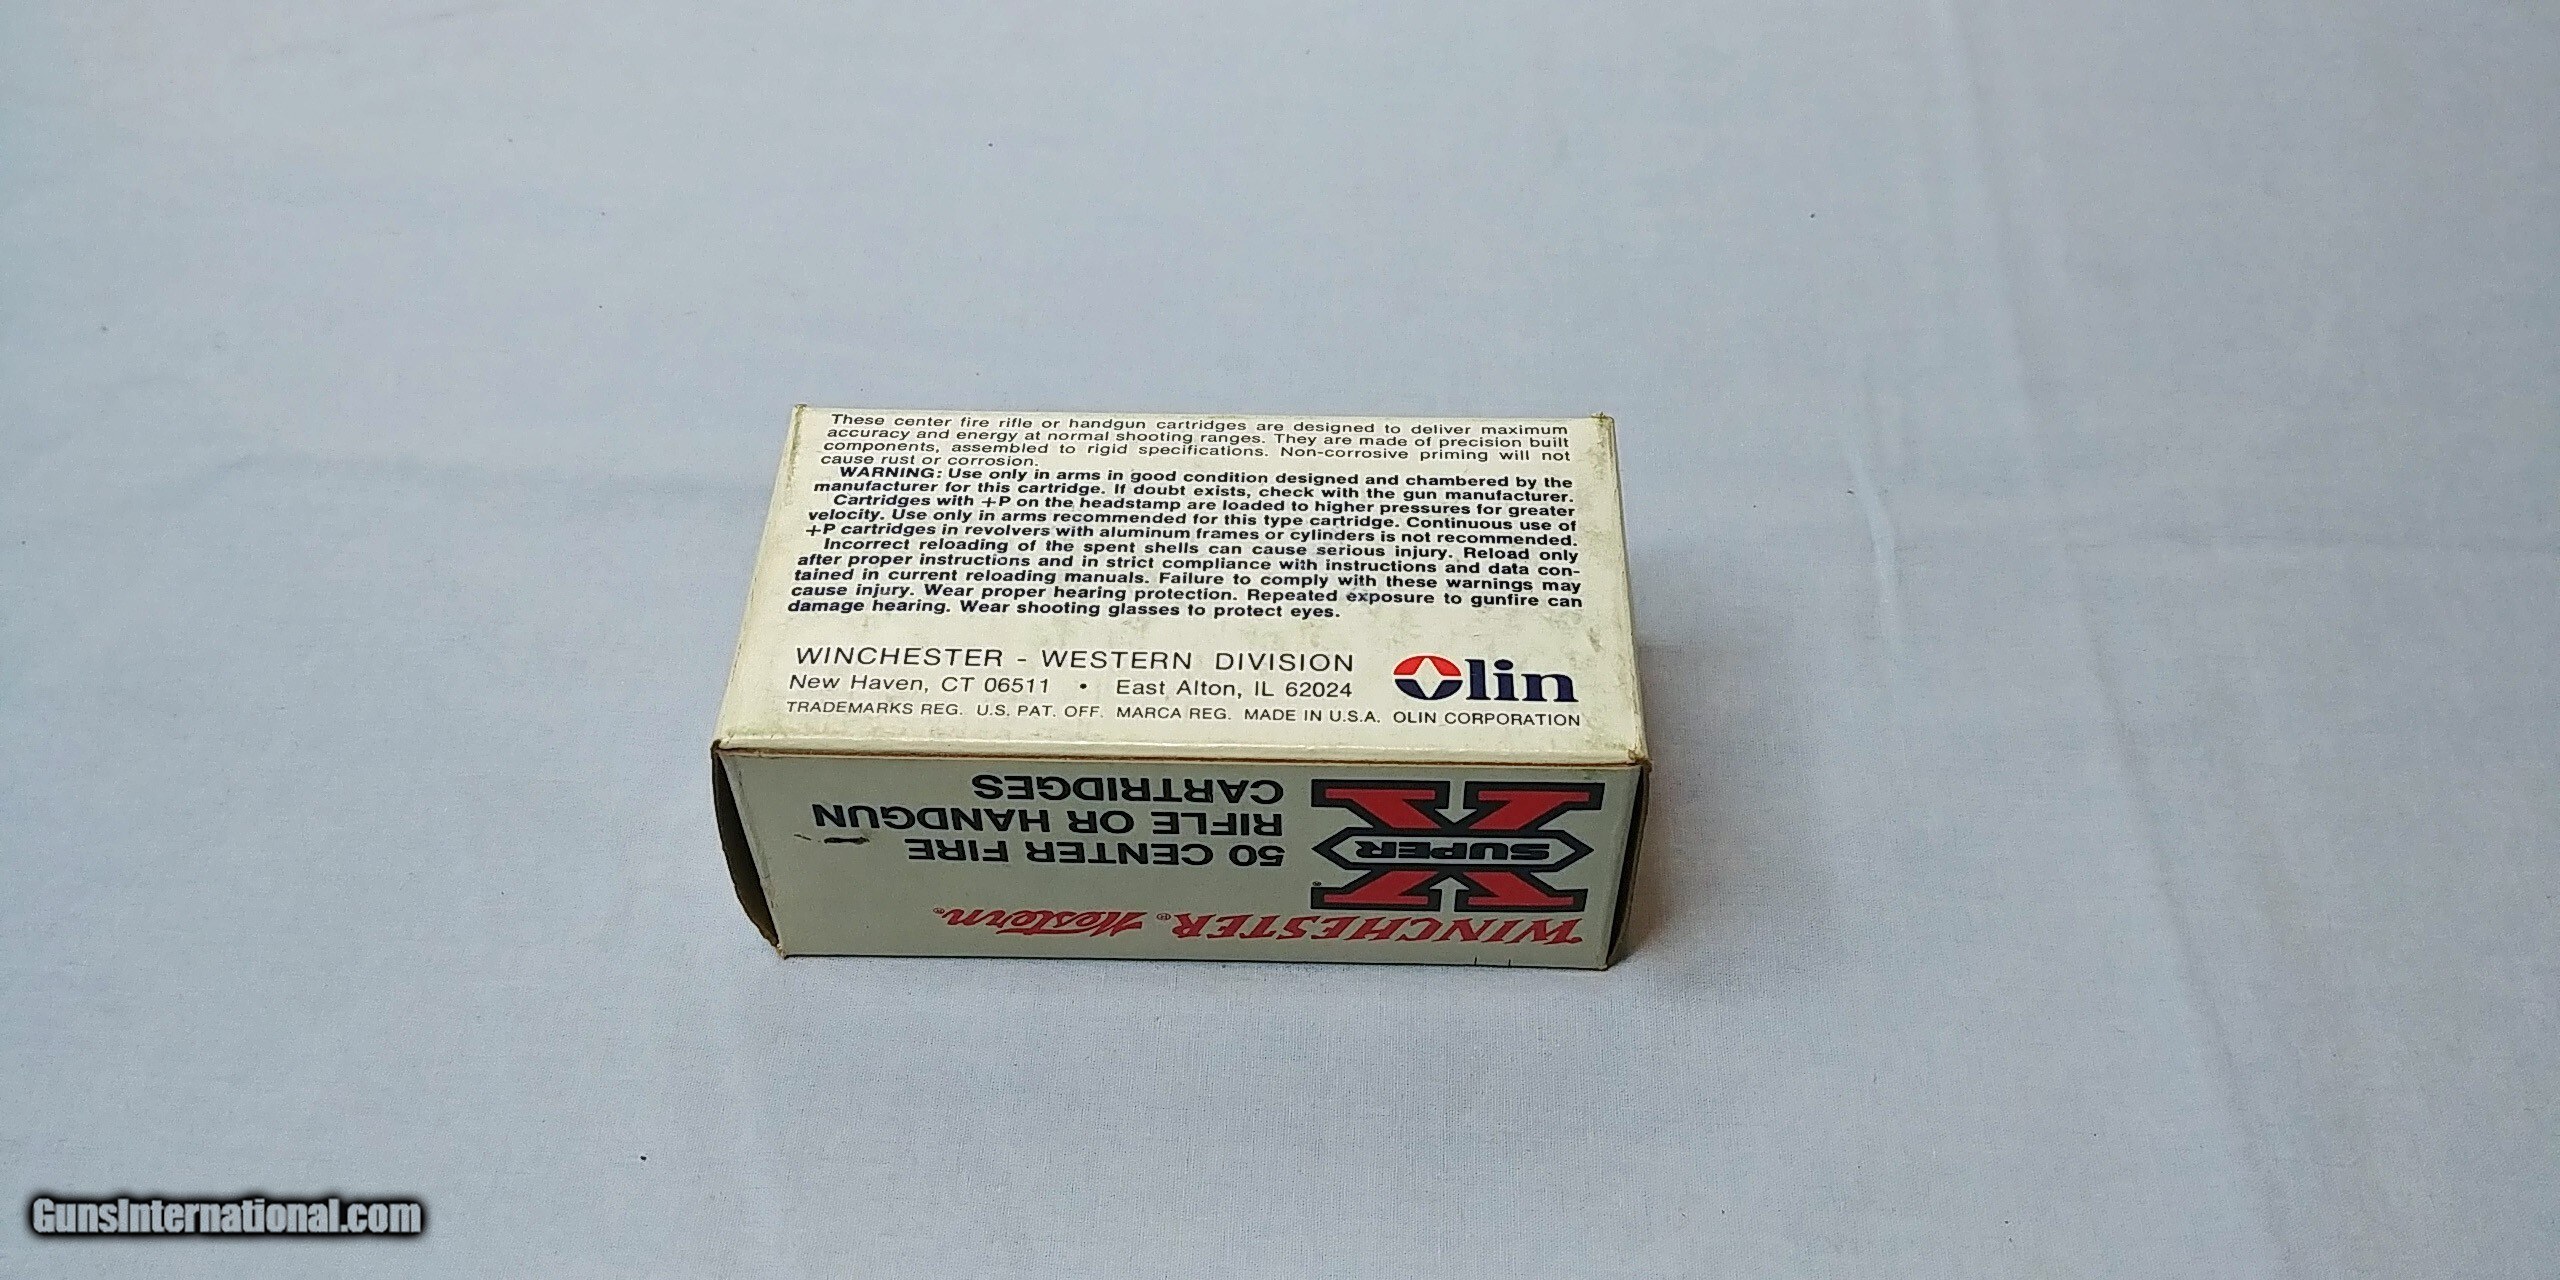 These center fire rifle or handgun cartridges are designed to deliver maximum
accuracy and energy at normal shooting ranges. They are made of precision built
components, assembled to rigid specifications. Non-corrosive priming will not
cause rust or corrosion.
WARNING: Use only in arms in good condition designed and chambered by the
manufacturer for this cartridge. If doubt exists, check with the gun manufacturer.
Cartridges with +P on the headstamp are loaded to higher pressures for greater
velocity. Use only in arms recommended for this type cartridge. Continuous use of
+P cartridges in revolvers with aluminum frames or cylinders is not recommended.
Incorrect reloading of the spent shells can cause serious injury. Reload only
after proper instructions and in strict compliance with instructions and data con-
tained in current reloading manuals. Failure to comply with these warnings may
cause injury. Wear proper hearing protection. Repeated exposure to gunfire can
damage hearing. Wear shooting glasses to protect eyes.
WINCHESTER - WESTERN DIVISION
New Haven, CT 06511 • East Alton, IL 62024
Olin
TRADEMARKS REG. U.S. PAT. OFF. MARCA REG. MADE IN U.S.A. OLIN CORPORATION
WINCHESTER® Western®
X
SUPER
®
50 CENTER FIRE
RIFLE OR HANDGUN
CARTRIDGES
GunsInternational.com